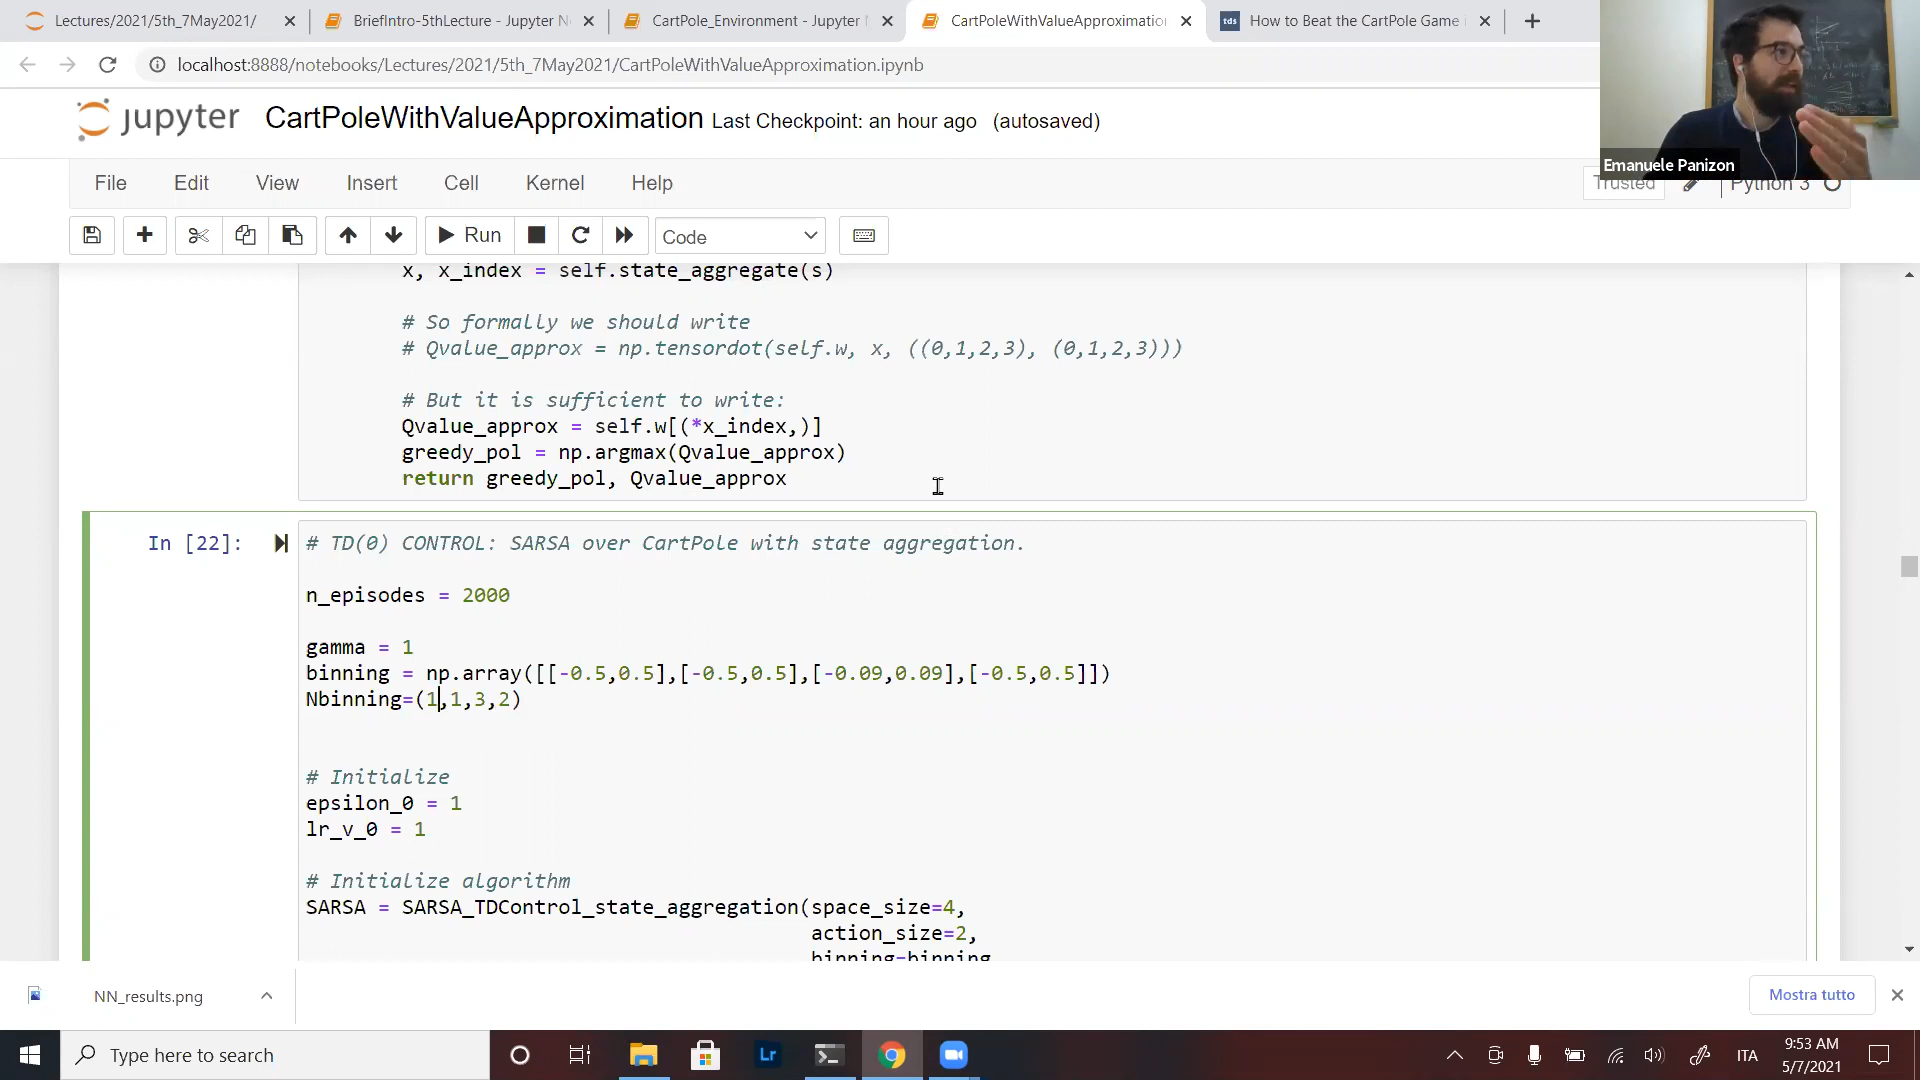 Lectures/2021/5th_7May2021/
BriefIntro-5thLecture - Jupyter N
CartPole_Environment - Jupyter
CartPoleWithValueApproximation
tds
How to Beat the CartPole Game
localhost:8888/notebooks/Lectures/2021/5th_7May2021/CartPoleWithValueApproximation.ipynb
jupyter
CartPoleWithValueApproximation Last Checkpoint: an hour ago (autosaved)
Emanuele Panizon
File Edit View Insert Cell Kernel Help
Trusted
Python 3
Run
Code
x, x_index = self.state_aggregate(s)
# So formally we should write
# Qvalue_approx = np.tensordot(self.w, x, ((0,1,2,3), (0,1,2,3)))
# But it is sufficient to write:
Qvalue_approx = self.w[(*x_index,)]
greedy_pol = np.argmax(Qvalue_approx)
return greedy_pol, Qvalue_approx
In [22]:
# TD(0) CONTROL: SARSA over CartPole with state aggregation.
n_episodes = 2000
gamma = 1
binning = np.array([[-0.5,0.5],[-0.5,0.5],[-0.09,0.09],[-0.5,0.5]])
Nbinning=(1,1,3,2)
# Initialize
epsilon_0 = 1
lr_v_0 = 1
# Initialize algorithm
SARSA = SARSA_TDControl_state_aggregation(space_size=4,
action_size=2,
binning=binning
NN_results.png
Mostra tutto
Type here to search
Lr
ITA
9:53 AM
5/7/2021